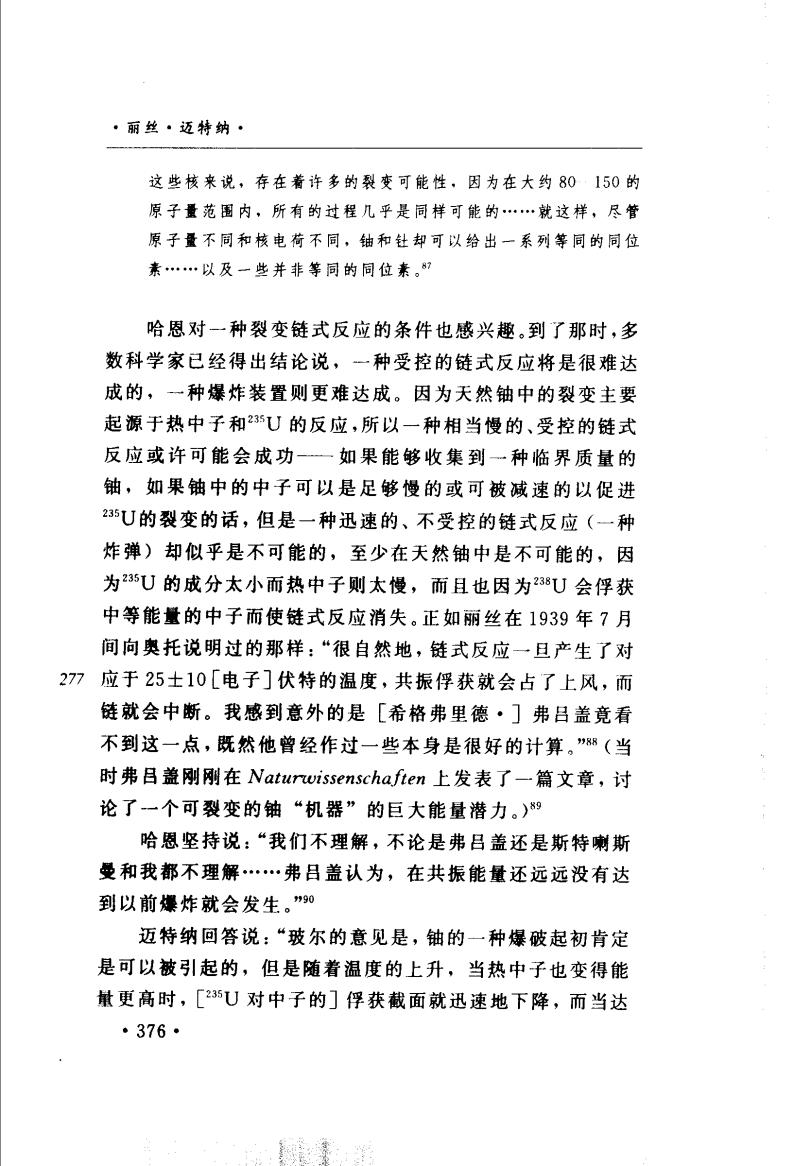 ·丽丝·迈特纳·
这些核来说，存在着许多的裂变可能性，因为在大约 80–150 的
原子量范围内，所有的过程几乎是同样可能的……就这样，尽管
原子量不同和核电荷不同，铀和钍却可以给出一系列等同的同位
素……以及一些并非等同的同位素。⁸⁷
哈恩对一种裂变链式反应的条件也感兴趣。到了那时，多
数科学家已经得出结论说，一种受控的链式反应将是很难达
成的，一种爆炸装置则更难达成。因为天然铀中的裂变主要
起源于热中子和²³⁵U 的反应，所以一种相当慢的、受控的链式
反应或许可能会成功——如果能够收集到一种临界质量的
铀，如果铀中的中子可以是足够慢的或可被减速的以促进
²³⁵U的裂变的话，但是一种迅速的、不受控的链式反应（一种
炸弹）却似乎是不可能的，至少在天然铀中是不可能的，因
为²³⁵U 的成分太小而热中子则太慢，而且也因为²³⁸U 会俘获
中等能量的中子而使链式反应消失。正如丽丝在 1939 年 7 月
间向奥托说明过的那样：“很自然地，链式反应一旦产生了对
277 应于 25±10［电子］伏特的温度，共振俘获就会占了上风，而
链就会中断。我感到意外的是［希格弗里德·］弗吕盖竟看
不到这一点，既然他曾经作过一些本身是很好的计算。”⁸⁸（当
时弗吕盖刚刚在 Naturwissenschaften 上发表了一篇文章，讨
论了一个可裂变的铀“机器”的巨大能量潜力。）⁸⁹
哈恩坚持说：“我们不理解，不论是弗吕盖还是斯特喇斯
曼和我都不理解……弗吕盖认为，在共振能量还远远没有达
到以前爆炸就会发生。”⁹⁰
迈特纳回答说：“玻尔的意见是，铀的一种爆破起初肯定
是可以被引起的，但是随着温度的上升，当热中子也变得能
量更高时，［²³⁵U 对中子的］俘获截面就迅速地下降，而当达
·376·